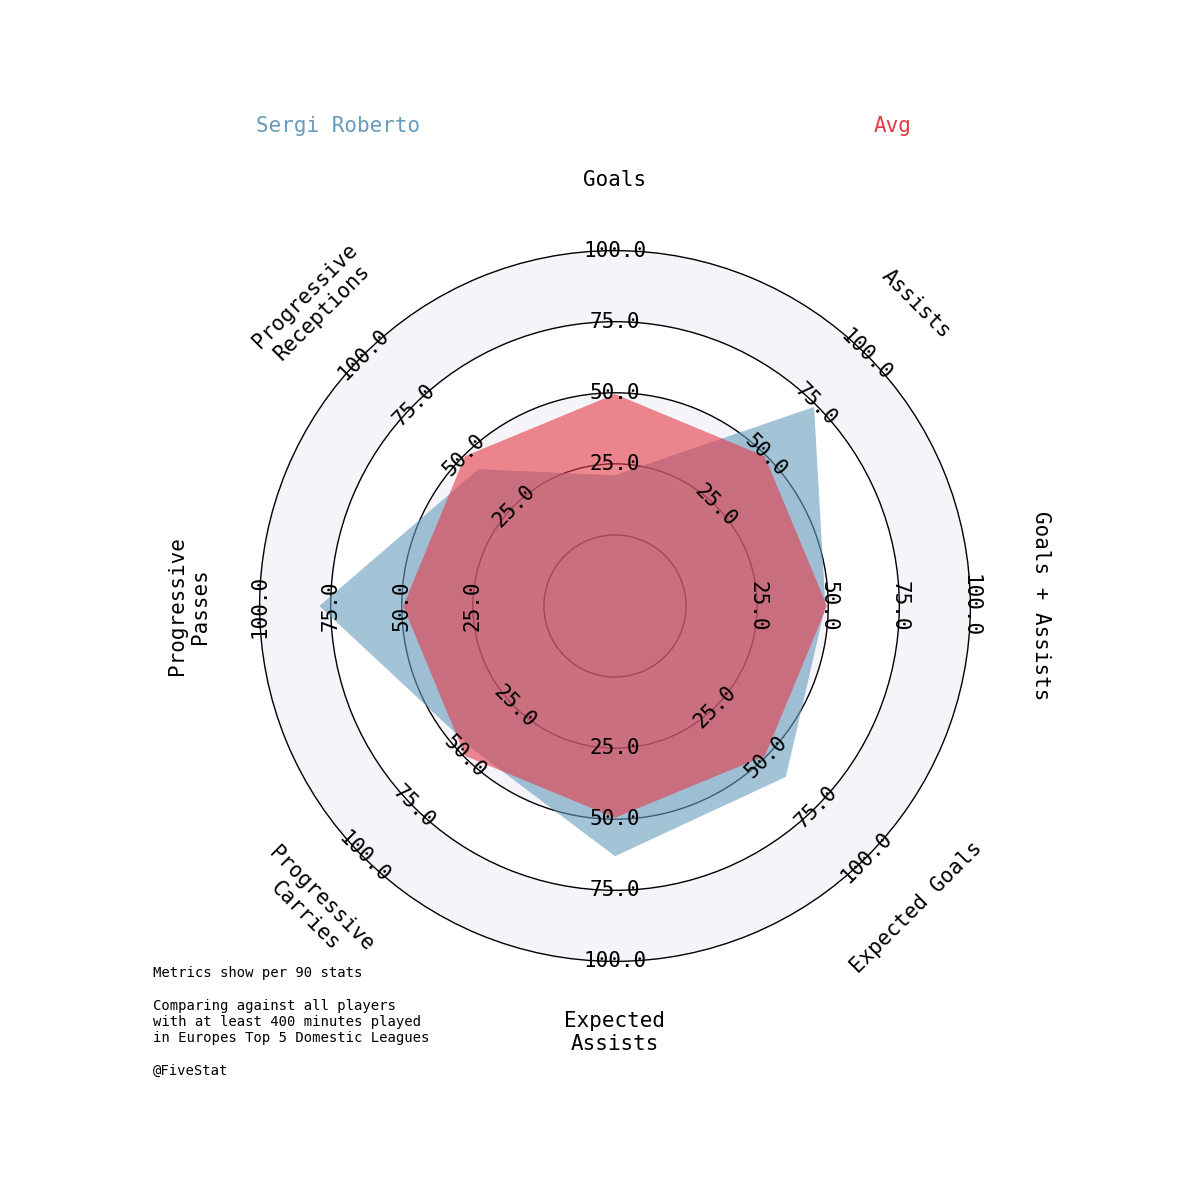 Sergi Roberto
Avg
Goals
Progressive
Receptions
Assists
100.0
75.0
50.0
25.0
100.0
75.0
50.0
25.0
100.0
75.0
50.0
25.0
Goals + Assists
25.0
50.0
75.0
100.0
Progressive
Passes
100.0
75.0
50.0
25.0
25.0
50.0
75.0
100.0
25.0
50.0
75.0
100.0
25.0
50.0
75.0
100.0
Progressive
Carries
Expected Goals
Expected
Assists
Metrics show per 90 stats
Comparing against all players
with at least 400 minutes played
in Europes Top 5 Domestic Leagues
@FiveStat